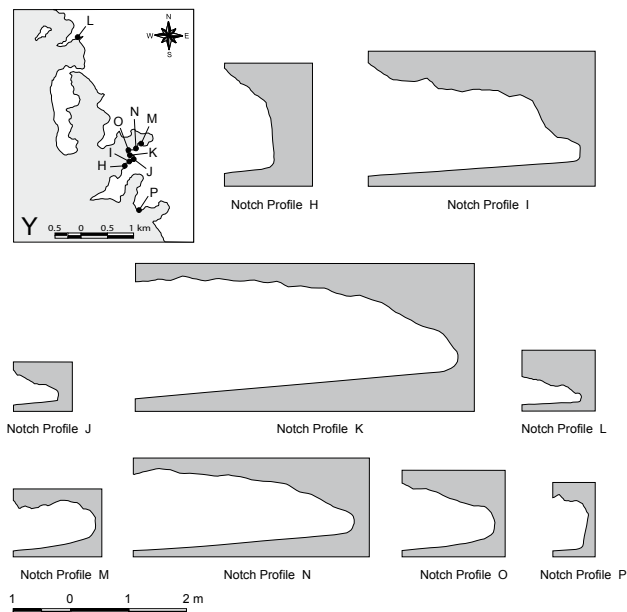 L
N
W E
S
N
O M
I K
H J
P
Y
0.5 0 0.5 1 km
Notch Profile H
Notch Profile I
Notch Profile J
Notch Profile K
Notch Profile L
Notch Profile M
Notch Profile N
Notch Profile O
Notch Profile P
1 0 1 2 m